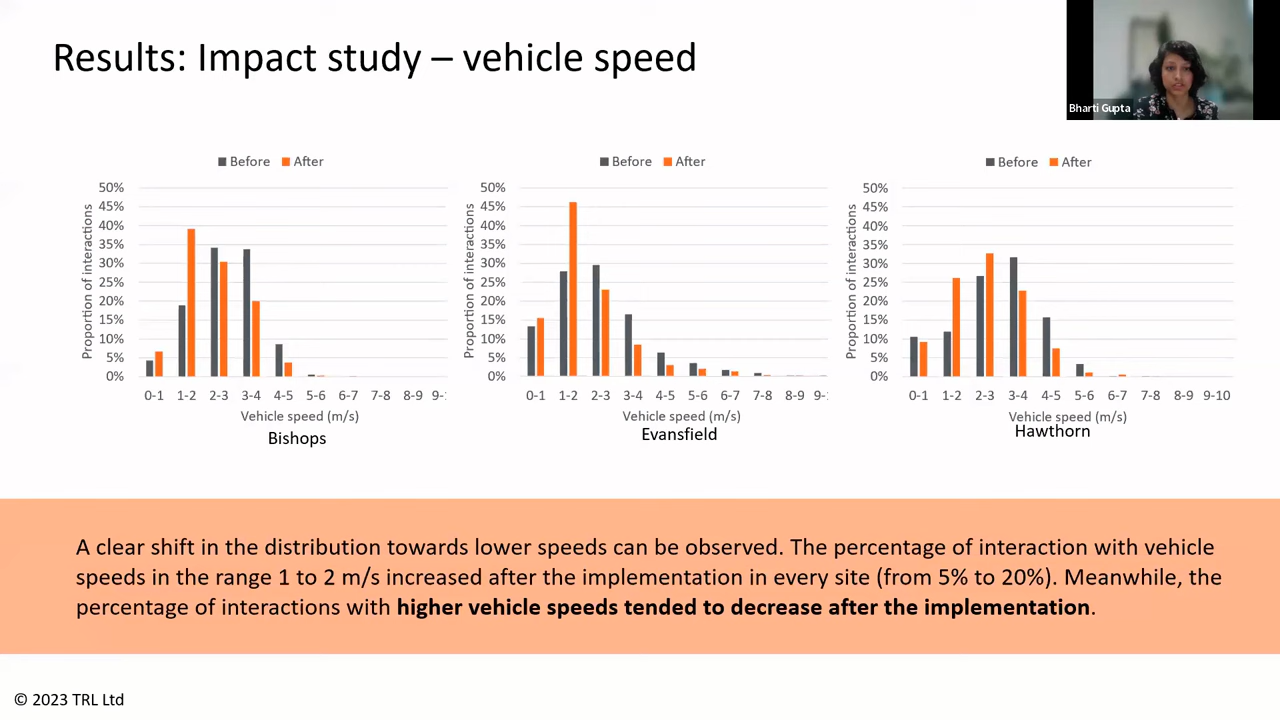 Results: Impact study – vehicle speed
Bharti Gupta
Before After
50%
45%
40%
35%
30%
25%
20%
15%
10%
5%
0%
Proportion of interactions
0-1 1-2 2-3 3-4 4-5 5-6 6-7 7-8 8-9 9-
Vehicle speed (m/s)
Bishops
Before After
50%
45%
40%
35%
30%
25%
20%
15%
10%
5%
0%
Proportion of interactions
0-1 1-2 2-3 3-4 4-5 5-6 6-7 7-8 8-9 9-
Vehicle speed (m/s)
Evansfield
Before After
50%
45%
40%
35%
30%
25%
20%
15%
10%
5%
0%
Proportion of interactions
0-1 1-2 2-3 3-4 4-5 5-6 6-7 7-8 8-9 9-10
Vehicle speed (m/s)
Hawthorn
A clear shift in the distribution towards lower speeds can be observed. The percentage of interaction with vehicle
speeds in the range 1 to 2 m/s increased after the implementation in every site (from 5% to 20%). Meanwhile, the
percentage of interactions with higher vehicle speeds tended to decrease after the implementation.
© 2023 TRL Ltd